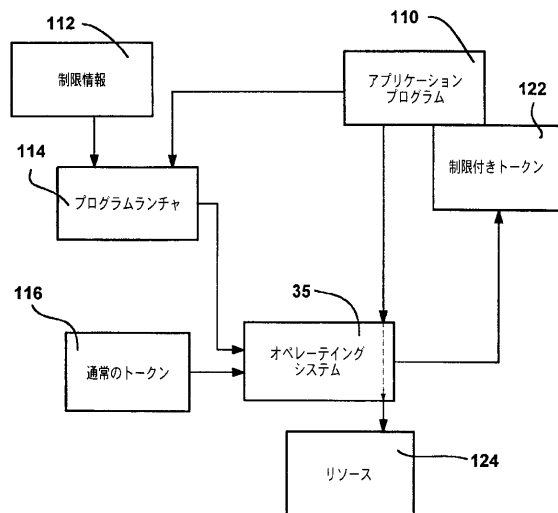 112
制限情報
110
アプリケーション
プログラム
122
制限付きトークン
114
プログラムランチャ
116
通常のトークン
35
オペレーテイング
システム
リソース
124